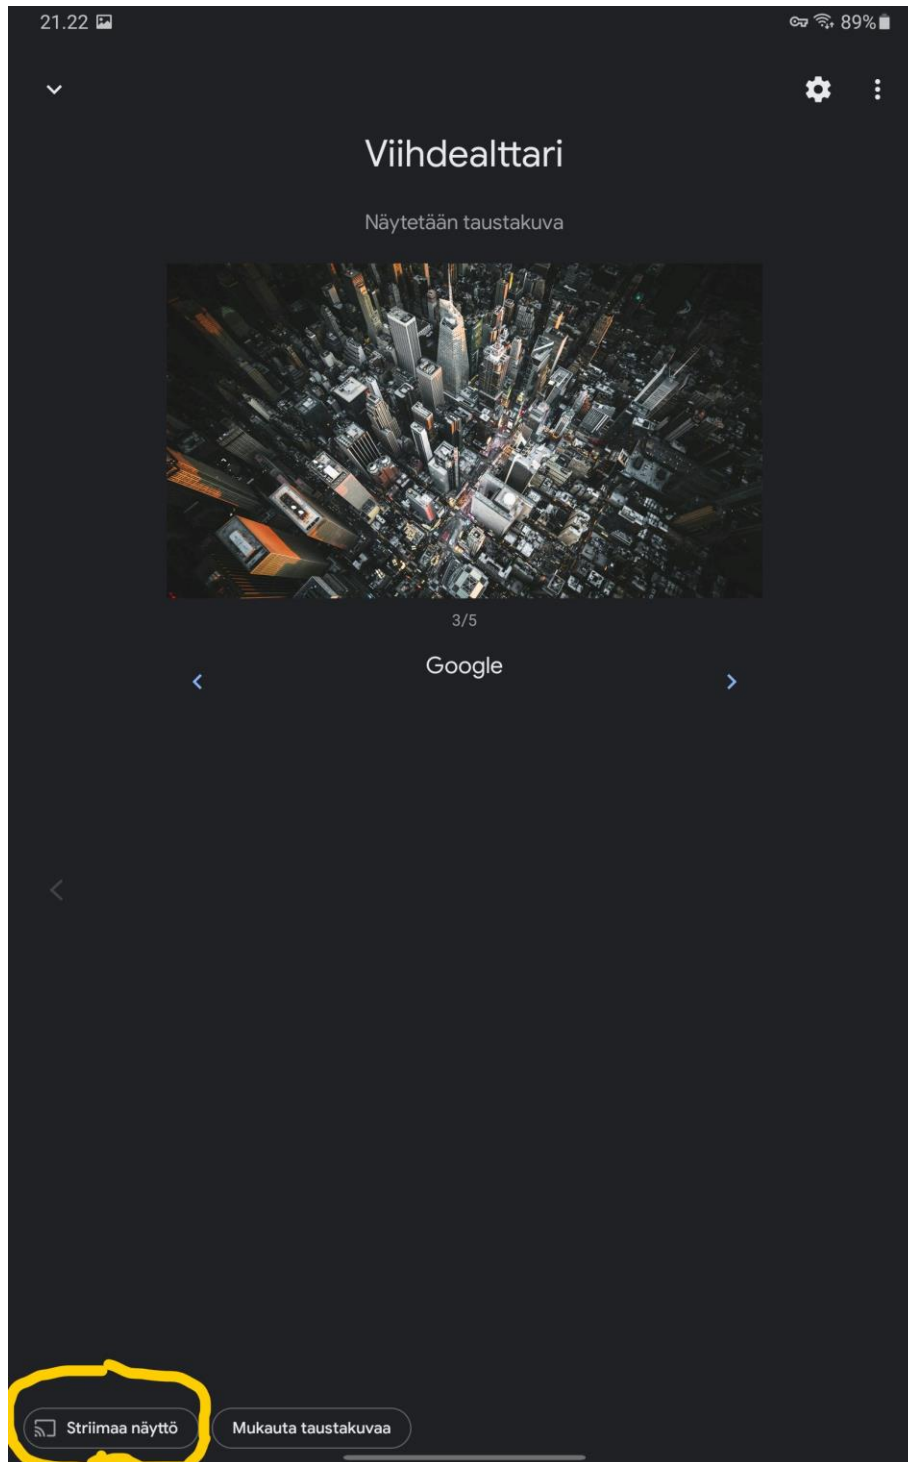 21.22
89%
Viihdealttari
Näytetään taustakuva
3/5
Google
Striimaa näyttö
Mukauta taustakuvaa